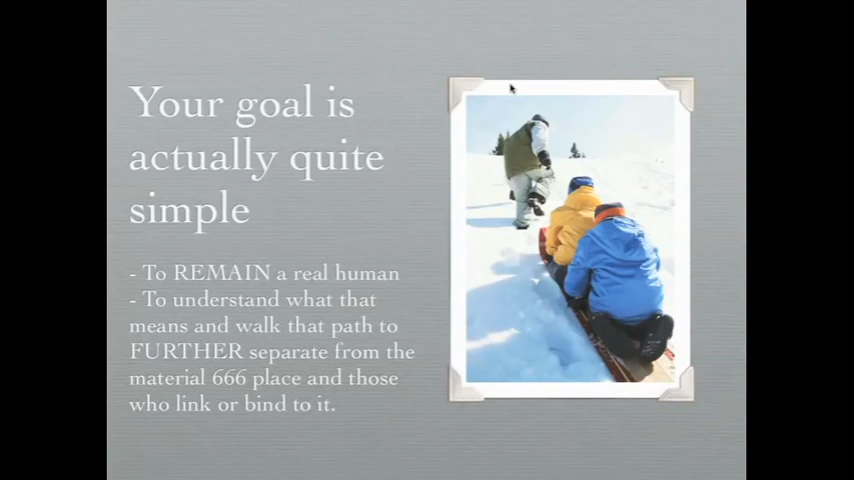 Your goal is
actually quite
simple
- To REMAIN a real human
- To understand what that
means and walk that path to
FURTHER separate from the
material 666 place and those
who link or bind to it.